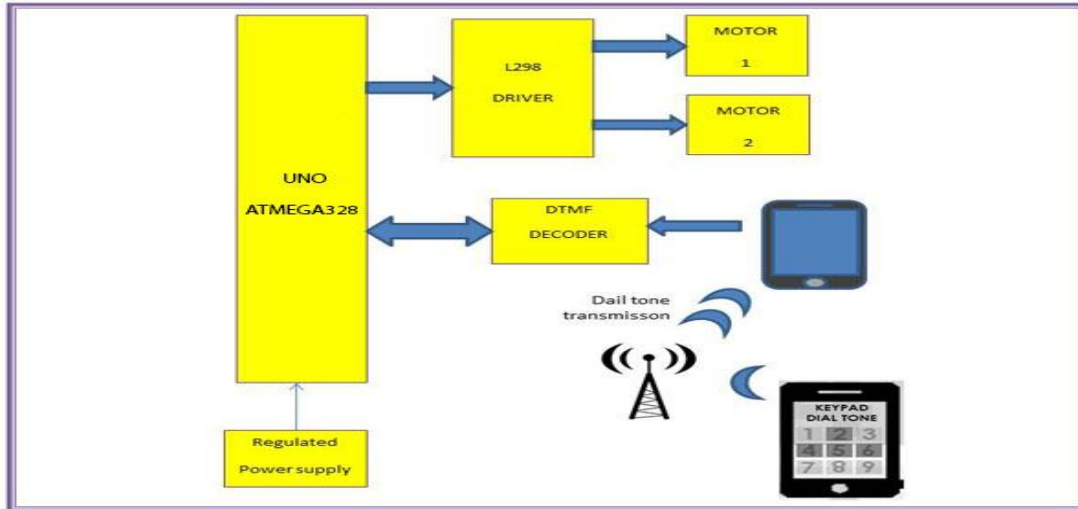 L298
DRIVER
MOTOR
1
MOTOR
2
UNO
ATMEGA328
DTMF
DECODER
Dail tone
transmisson
Regulated
Power supply
KEYPAD
DIAL TONE
1 2 3
4 5 6
7 8 9